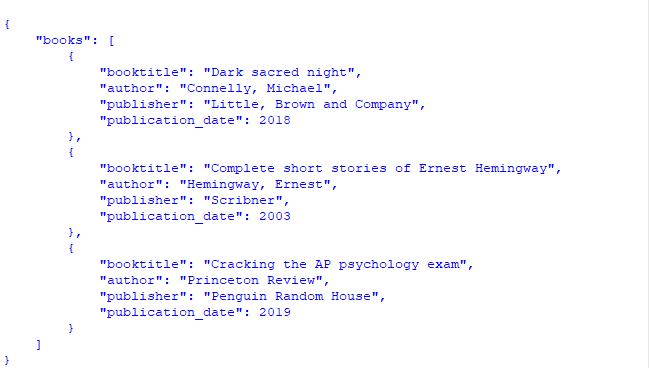 {
    "books": [
        {
            "booktitle": "Dark sacred night",
            "author": "Connelly, Michael",
            "publisher": "Little, Brown and Company",
            "publication_date": 2018
        },
        {
            "booktitle": "Complete short stories of Ernest Hemingway",
            "author": "Hemingway, Ernest",
            "publisher": "Scribner",
            "publication_date": 2003
        },
        {
            "booktitle": "Cracking the AP psychology exam",
            "author": "Princeton Review",
            "publisher": "Penguin Random House",
            "publication_date": 2019
        }
    ]
}